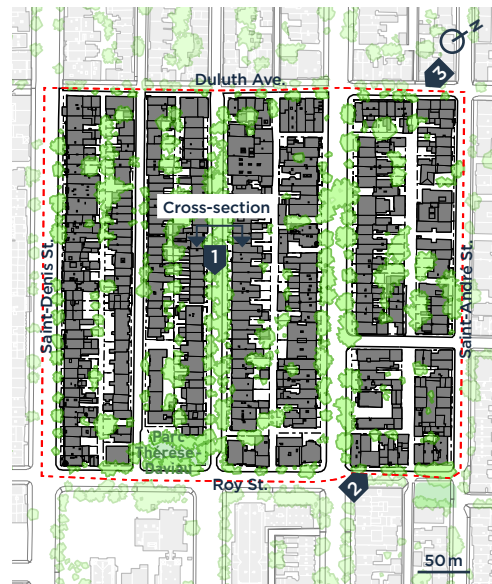 N
3
Duluth Ave.
Cross-section
1
Saint-Denis St.
Saint-André St.
Parc
Thérèse-
Daviau
2
Roy St.
50 m